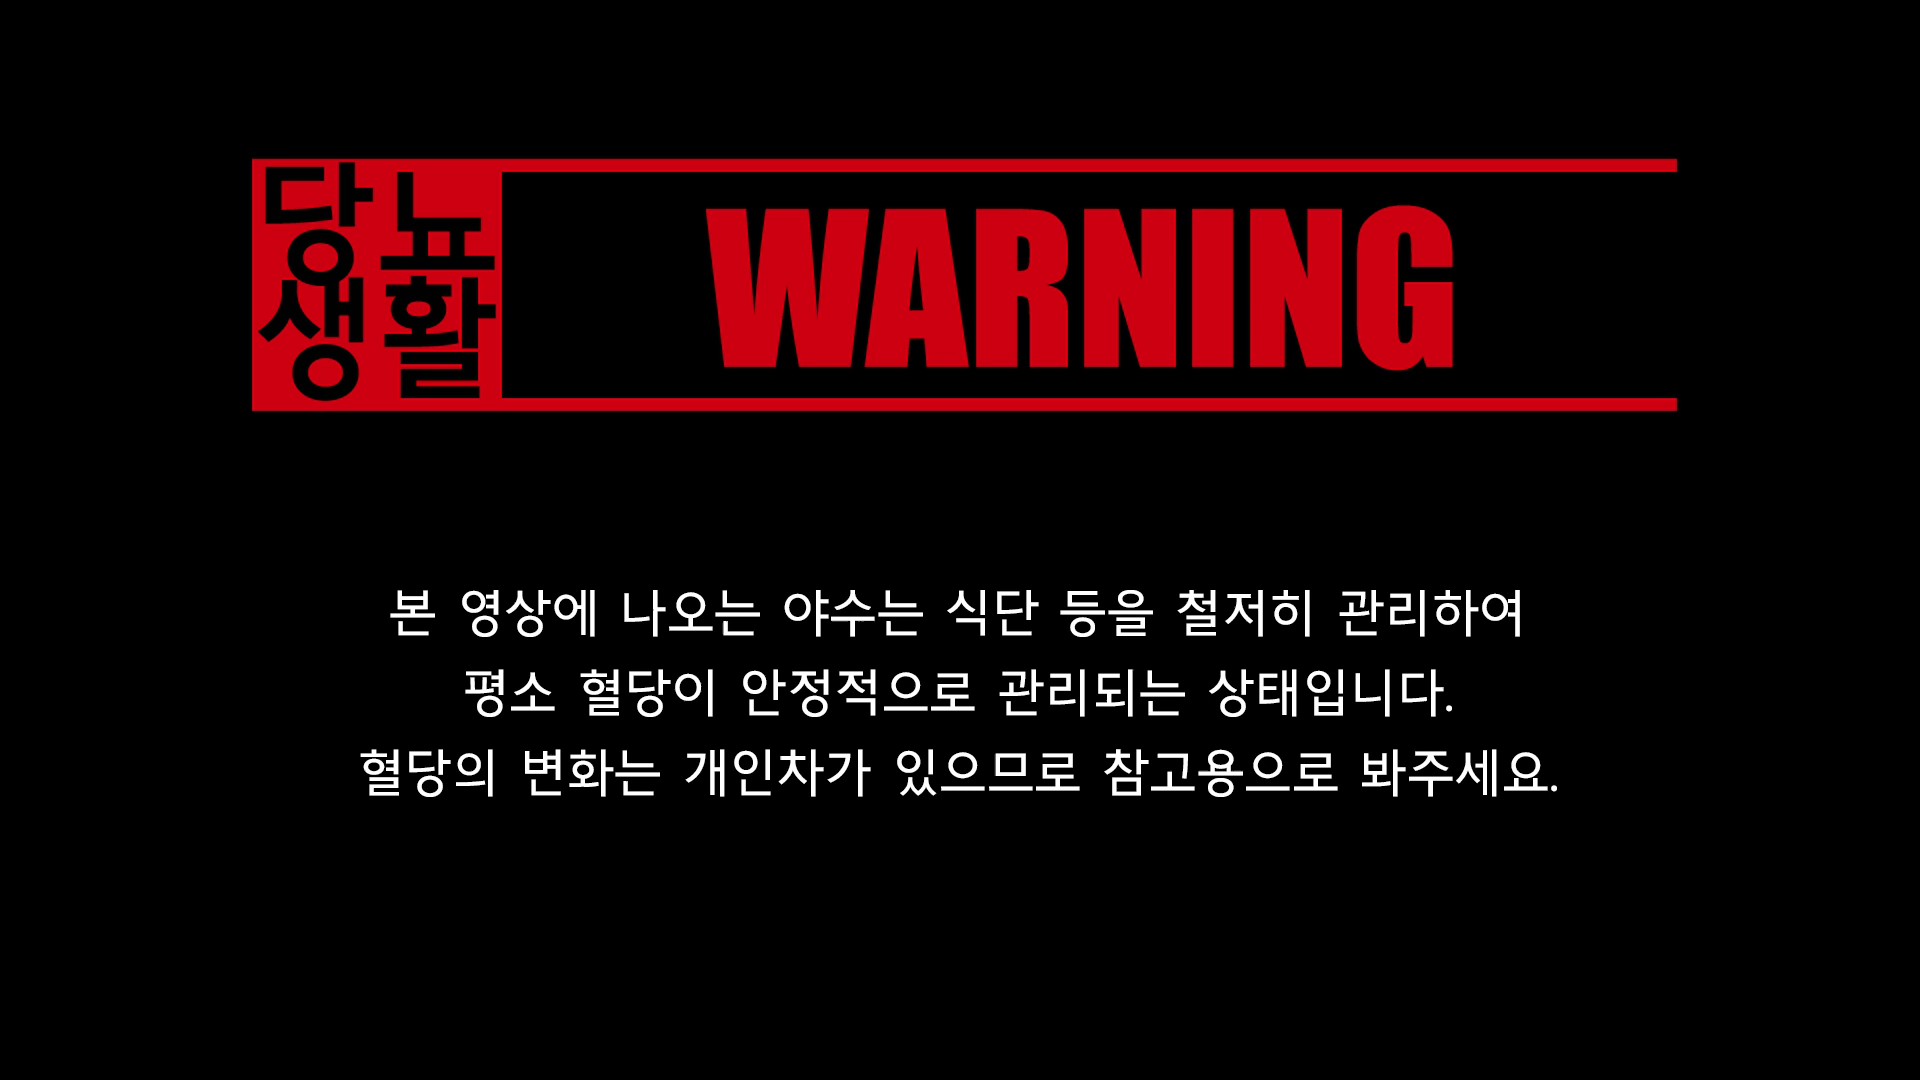 당뇨
생활
WARNING
본 영상에 나오는 야수는 식단 등을 철저히 관리하여
평소 혈당이 안정적으로 관리되는 상태입니다.
혈당의 변화는 개인차가 있으므로 참고용으로 봐주세요.